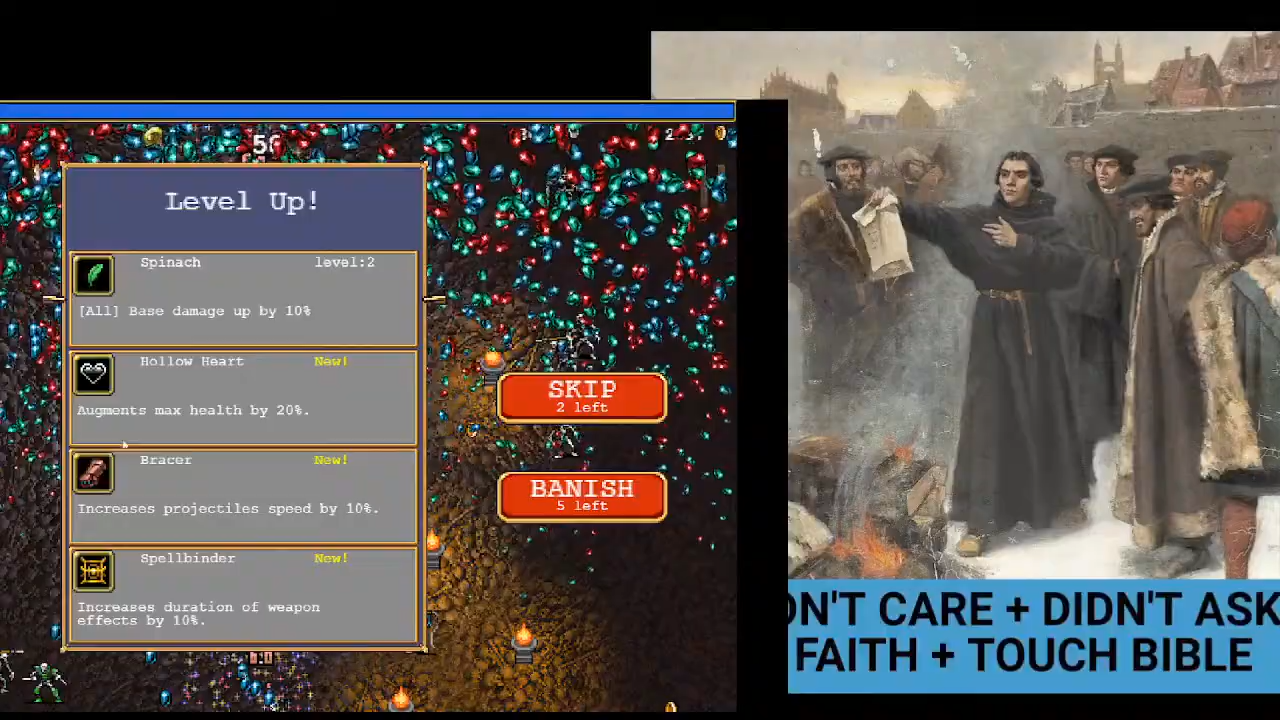 50
Level Up!
Spinach level:2
[All] Base damage up by 10%
Hollow Heart New!
Augments max health by 20%.
Bracer New!
Increases projectiles speed by 10%.
Spellbinder New!
Increases duration of weapon
effects by 10%.
SKIP
2 left
BANISH
5 left
ON'T CARE + DIDN'T ASK
FAITH + TOUCH BIBLE